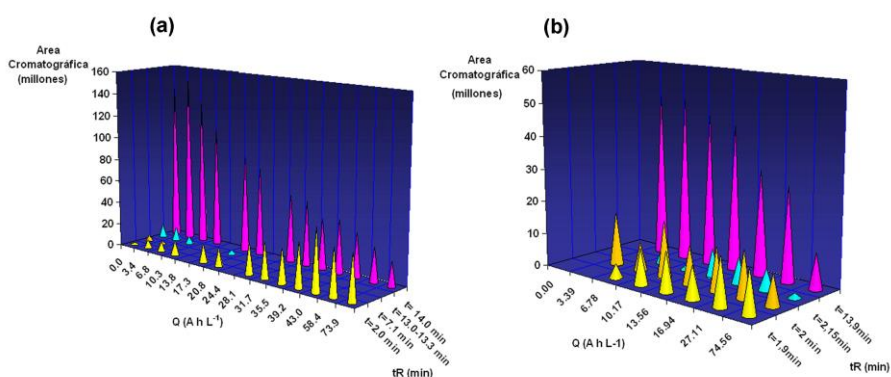 (a)
Area
Cromatográfica
(millones)
160
140
120
100
80
60
40
20
0
0.0
3.4
6.8
10.3
13.8
17.3
20.8
24.4
28.1
31.7
35.5
39.2
43.0
58.4
73.9
Q (A h L⁻¹)
t= 14.0 min
t=13.0-13.3 min
t=7.1 min
t=2.0 min
tR (min)
(b)
Area
Cromatográfica
(millones)
60
50
40
30
20
10
0
0.00
3.39
6.78
10.17
13.56
16.94
27.11
74.56
Q (A h L-1)
t=13,9min
t=2,15min
t=2 min
t=1,9min
tR (min)